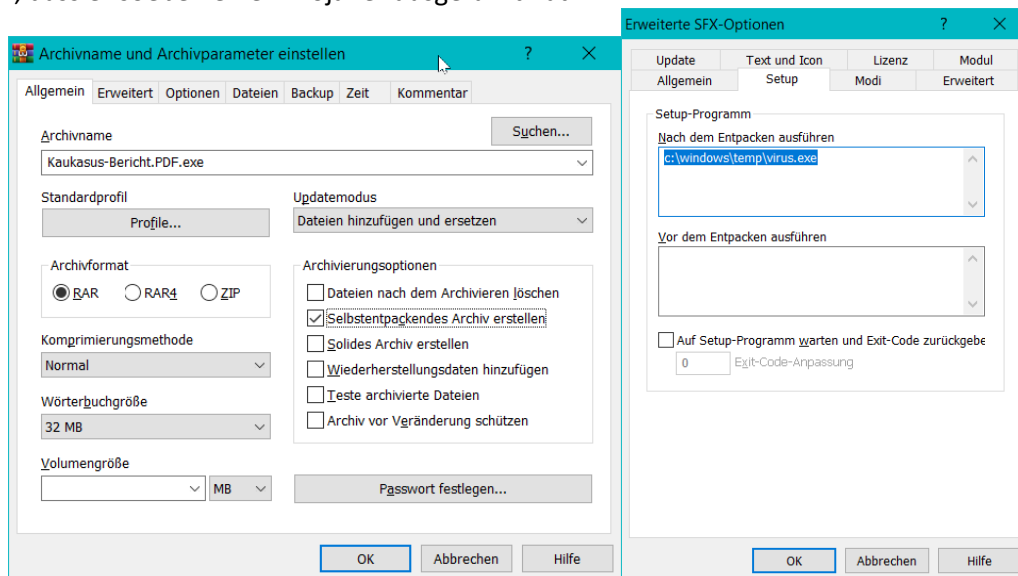 Archivname und Archivparameter einstellen ? ×
Allgemein Erweitert Optionen Dateien Backup Zeit Kommentar
Archivname
Suchen...
Kaukasus-Bericht.PDF.exe
Standardprofil
Profile...
Updatemodus
Dateien hinzufügen und ersetzen
Archivformat
RAR RAR4 ZIP
Komprimierungsmethode
Normal
Wörterbuchgröße
32 MB
Volumengröße
MB
Archivierungsoptionen
Dateien nach dem Archivieren löschen
Selbstentpackendes Archiv erstellen
Solides Archiv erstellen
Wiederherstellungsdaten hinzufügen
Teste archivierte Dateien
Archiv vor Veränderung schützen
Passwort festlegen...
OK Abbrechen Hilfe
Erweiterte SFX-Optionen ? ×
Update Text und Icon Lizenz Modul
Allgemein Setup Modi Erweitert
Setup-Programm
Nach dem Entpacken ausführen
c:\windows\temp\virus.exe
Vor dem Entpacken ausführen
Auf Setup-Programm warten und Exit-Code zurückgebe
0 Exit-Code-Anpassung
OK Abbrechen Hilfe